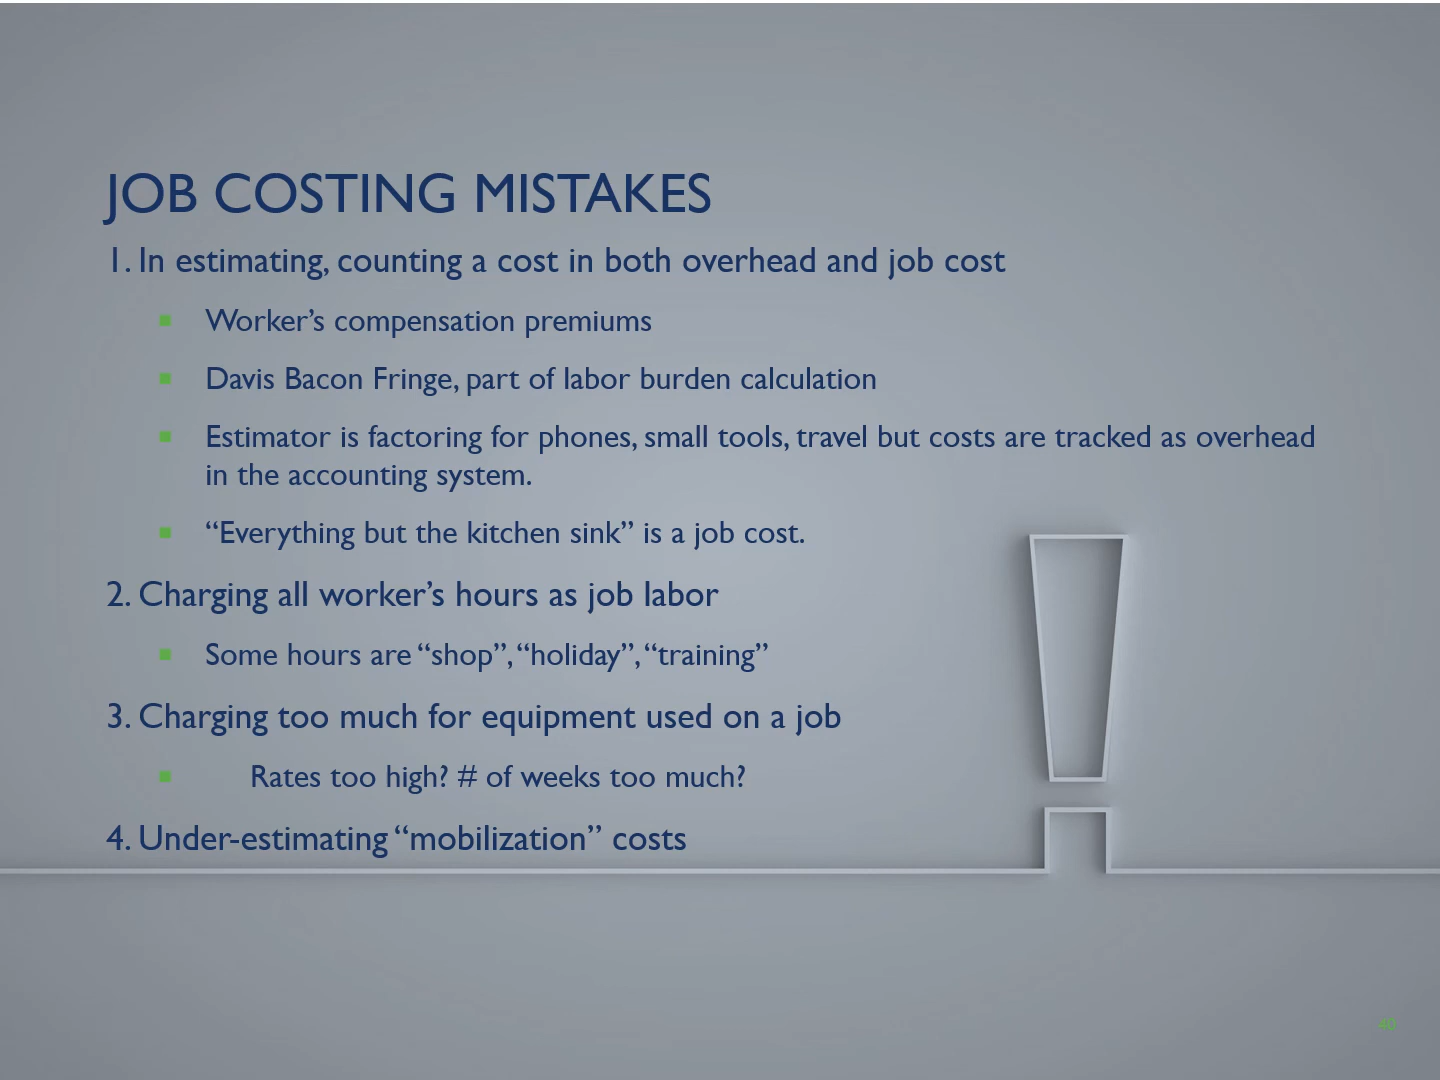 JOB COSTING MISTAKES
1. In estimating, counting a cost in both overhead and job cost
Worker’s compensation premiums
Davis Bacon Fringe, part of labor burden calculation
Estimator is factoring for phones, small tools, travel but costs are tracked as overhead
in the accounting system.
“Everything but the kitchen sink” is a job cost.
2. Charging all worker’s hours as job labor
Some hours are “shop”, “holiday”, “training”
3. Charging too much for equipment used on a job
Rates too high? # of weeks too much?
4. Under-estimating “mobilization” costs
40